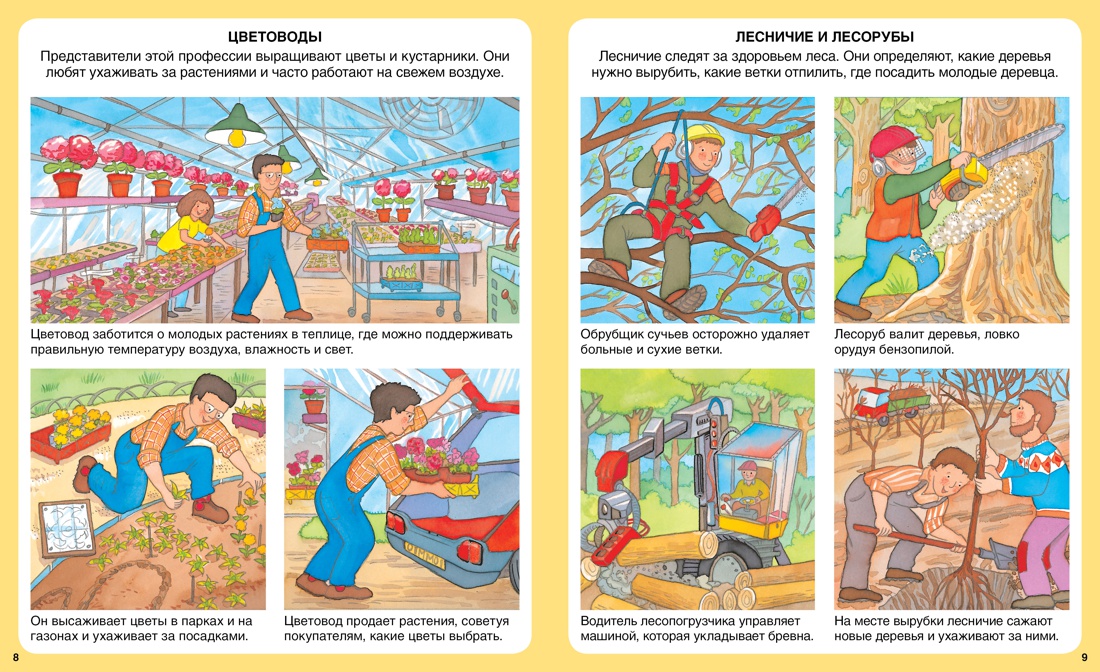 ЦВЕТОВОДЫ
Представители этой профессии выращивают цветы и кустарники. Они
любят ухаживать за растениями и часто работают на свежем воздухе.
Цветовод заботится о молодых растениях в теплице, где можно поддерживать
правильную температуру воздуха, влажность и свет.
Он высаживает цветы в парках и на
газонах и ухаживает за посадками.
Цветовод продает растения, советуя
покупателям, какие цветы выбрать.
8
ЛЕСНИЧИЕ И ЛЕСОРУБЫ
Лесничие следят за здоровьем леса. Они определяют, какие деревья
нужно вырубить, какие ветки отпилить, где посадить молодые деревца.
Обрубщик сучьев осторожно удаляет
больные и сухие ветки.
Лесоруб валит деревья, ловко
орудуя бензопилой.
Водитель лесопогрузчика управляет
машиной, которая укладывает бревна.
На месте вырубки лесничие сажают
новые деревья и ухаживают за ними.
9